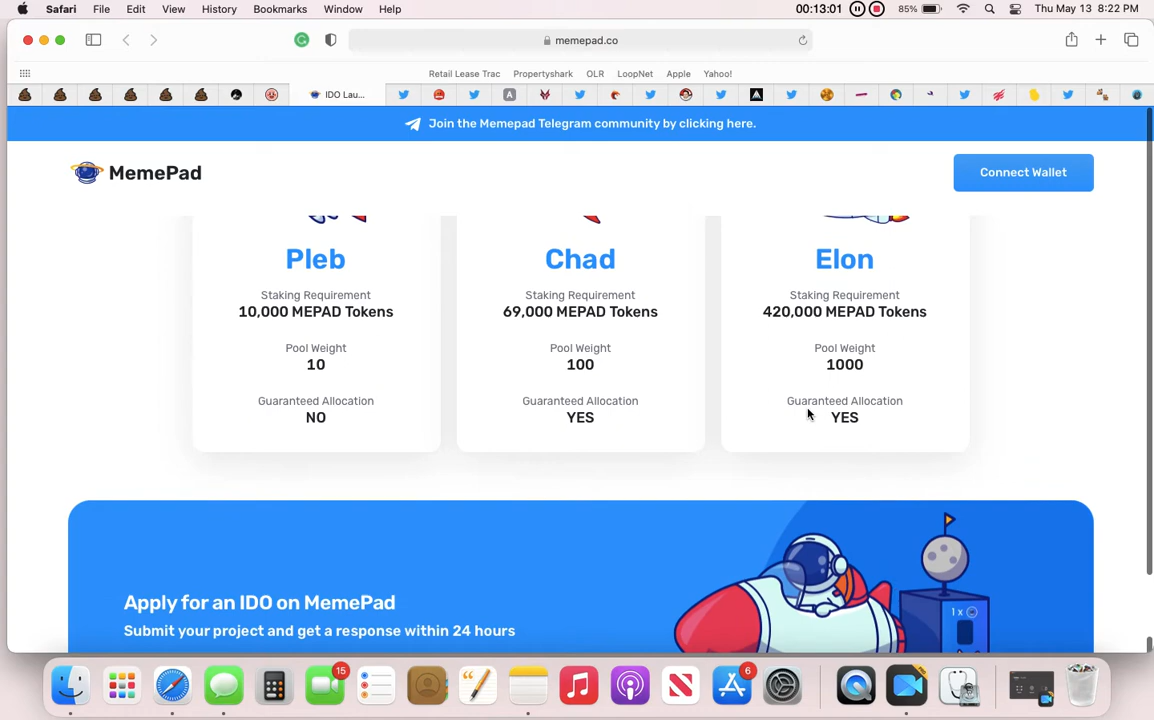 Safari File Edit View History Bookmarks Window Help 00:13:01 85% Thu May 13 8:22 PM
memepad.co
Retail Lease Trac Propertyshark OLR LoopNet Apple Yahoo!
IDO Lau...
Join the Memepad Telegram community by clicking here.
MemePad
Connect Wallet
Pleb
Staking Requirement
10,000 MEPAD Tokens
Pool Weight
10
Guaranteed Allocation
NO
Chad
Staking Requirement
69,000 MEPAD Tokens
Pool Weight
100
Guaranteed Allocation
YES
Elon
Staking Requirement
420,000 MEPAD Tokens
Pool Weight
1000
Guaranteed Allocation
YES
Apply for an IDO on MemePad
Submit your project and get a response within 24 hours
1 x
15
6